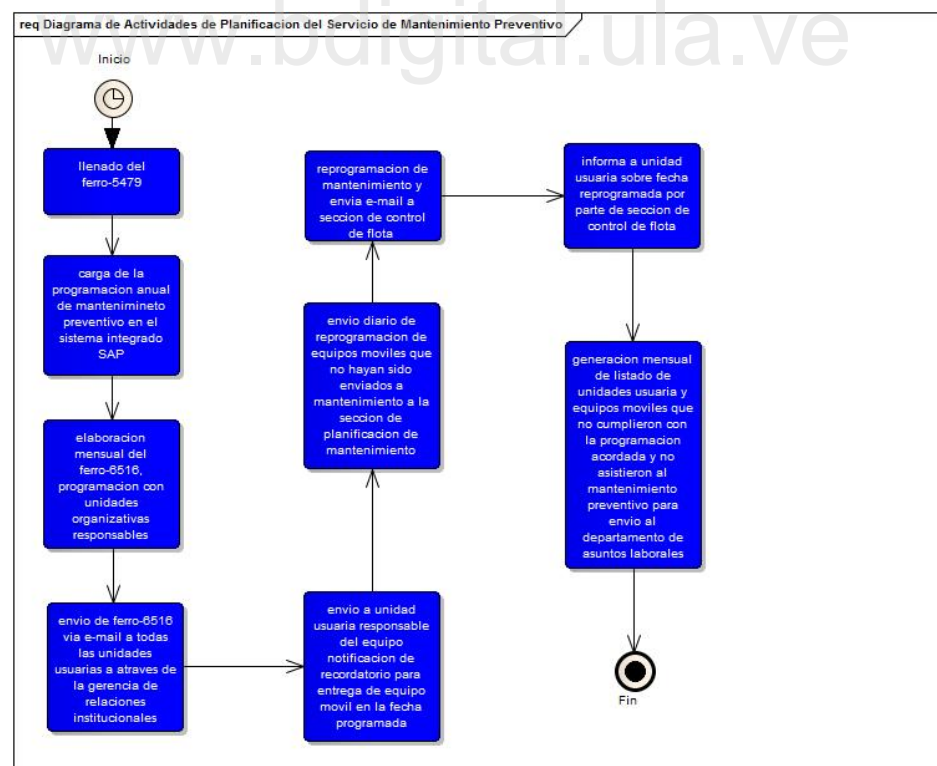 www.bdigital.ula.ve
req Diagrama de Actividades de Planificacion del Servicio de Mantenimiento Preventivo
Inicio
llenado del
ferro-5479
carga de la
programacion anual
de mantenimineto
preventivo en el
sistema integrado
SAP
elaboracion
mensual del
ferro-6516,
programacion con
unidades
organizativas
responsables
envio de ferro-6516
via e-mail a todas
las unidades
usuarias a atraves de
la gerencia de
relaciones
institucionales
envio a unidad
usuaria responsable
del equipo
notificacion de
recordatorio para
entrega de equipo
movil en la fecha
programada
envio diario de
reprogramacion de
equipos moviles que
no hayan sido
enviados a
mantenimiento a la
seccion de
planificacion de
mantenimiento
reprogramacion de
mantenimiento y
envia e-mail a
seccion de control
de flota
informa a unidad
usuaria sobre fecha
reprogramada por
parte de seccion de
control de flota
generacion mensual
de listado de
unidades usuaria y
equipos moviles que
no cumplieron con
la programacion
acordada y no
asistieron al
mantenimiento
preventivo para
envio al
departamento de
asuntos laborales
Fin